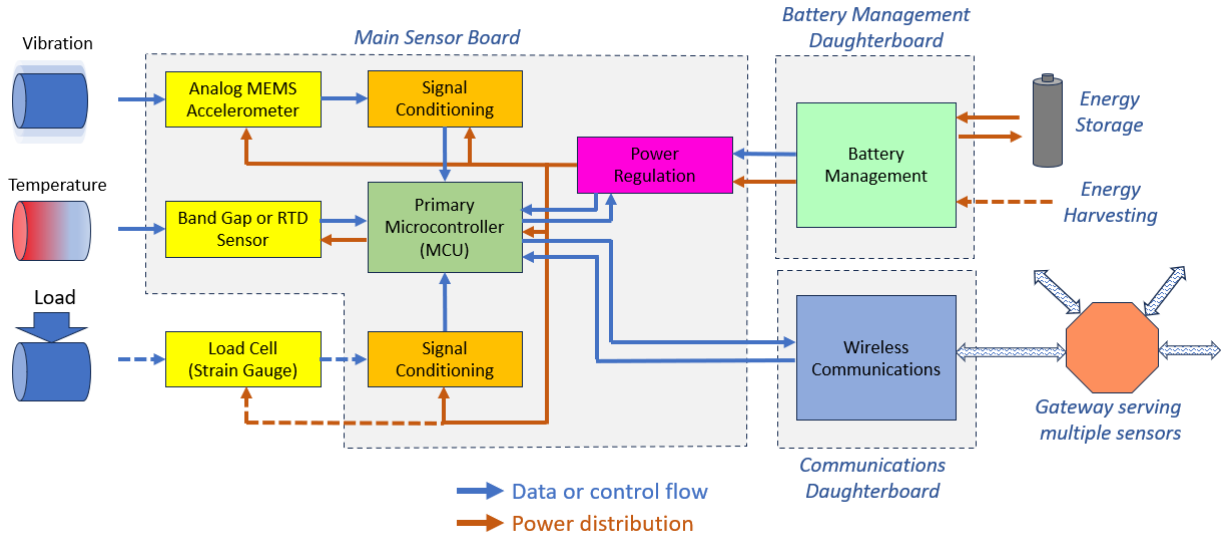 Battery Management
Daughterboard
Main Sensor Board
Vibration
Analog MEMS
Accelerometer
Signal
Conditioning
Energy
Storage
Power
Regulation
Battery
Management
Temperature
Band Gap or RTD
Sensor
Primary
Microcontroller
(MCU)
Energy
Harvesting
Load
Load Cell
(Strain Gauge)
Signal
Conditioning
Wireless
Communications
Gateway serving
multiple sensors
Communications
Daughterboard
Data or control flow
Power distribution